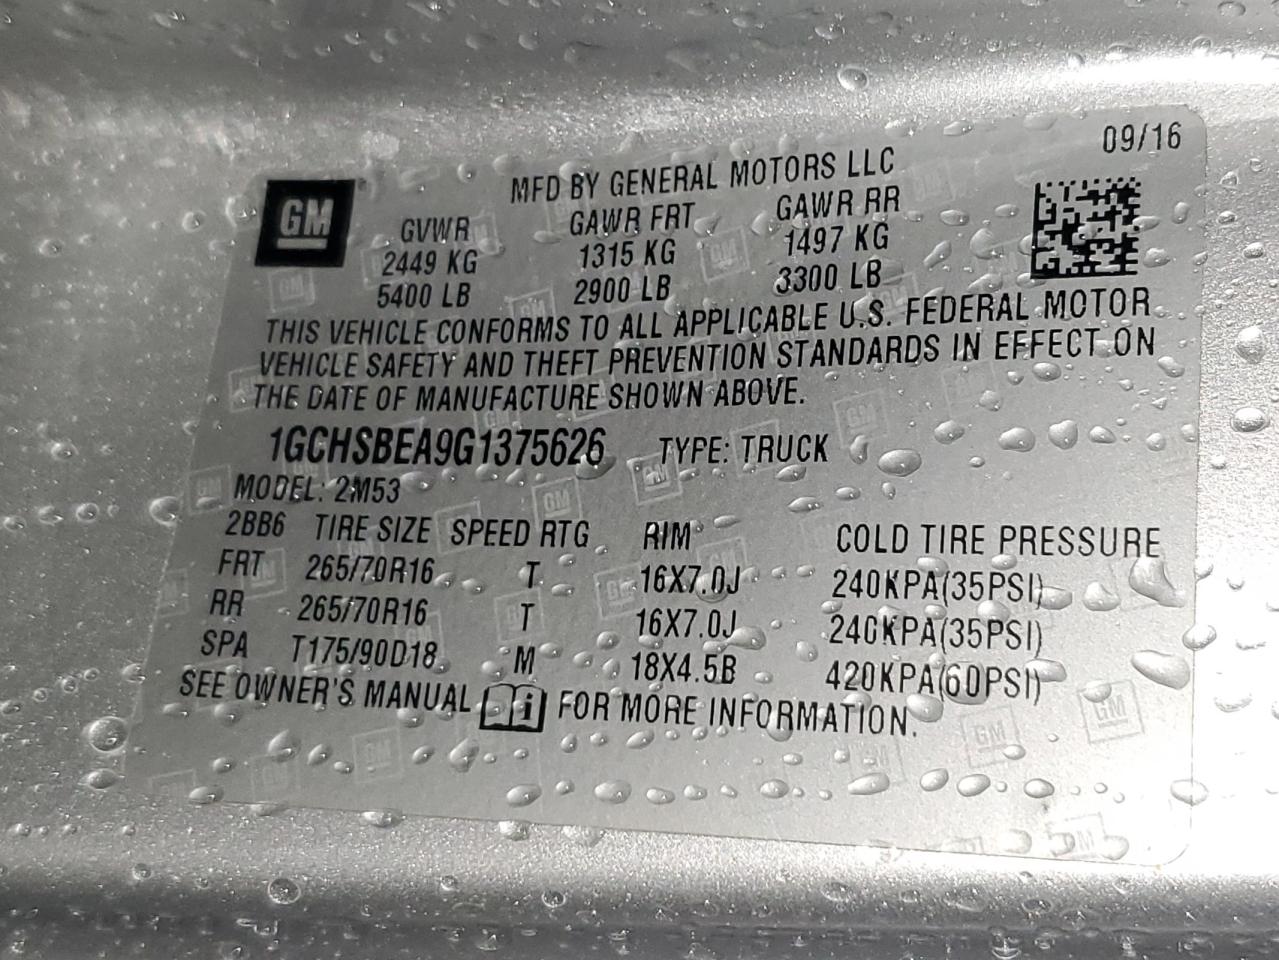 09/16
MFD BY GENERAL MOTORS LLC
GM
GVWR GAWR FRT GAWR RR
2449 KG 1315 KG 1497 KG
5400 LB 2900 LB 3300 LB
THIS VEHICLE CONFORMS TO ALL APPLICABLE U.S. FEDERAL MOTOR
VEHICLE SAFETY AND THEFT PREVENTION STANDARDS IN EFFECT ON
THE DATE OF MANUFACTURE SHOWN ABOVE.
1GCHSBEA9G1375626 TYPE: TRUCK
MODEL: 2M53
2BB6 TIRE SIZE SPEED RTG RIM COLD TIRE PRESSURE
FRT 265/70R16 T 16X7.0J 240KPA(35PSI)
RR 265/70R16 T 16X7.0J 240KPA(35PSI)
SPA T175/90D18 M 18X4.5B 420KPA(60PSI)
SEE OWNER'S MANUAL i FOR MORE INFORMATION.